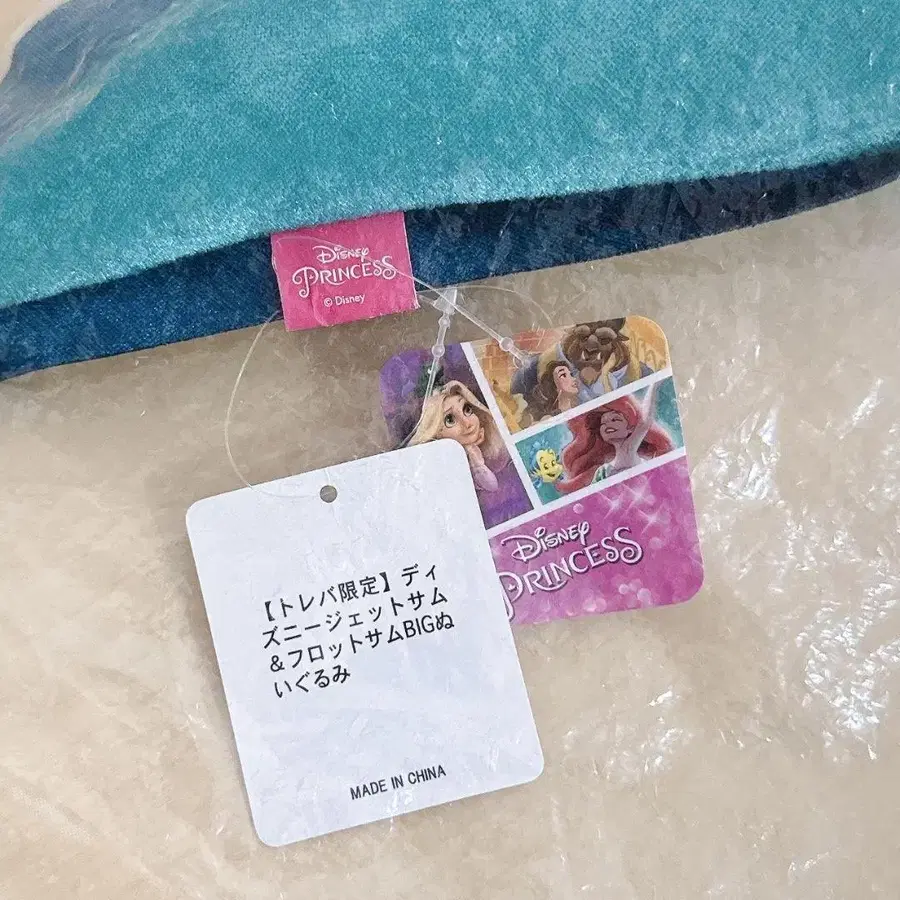 Disney
PRINCESS
© Disney
Disney
PRINCESS
【トレバ限定】ディ
ズニージェットサム
&フロットサムBIGぬ
いぐるみ
MADE IN CHINA